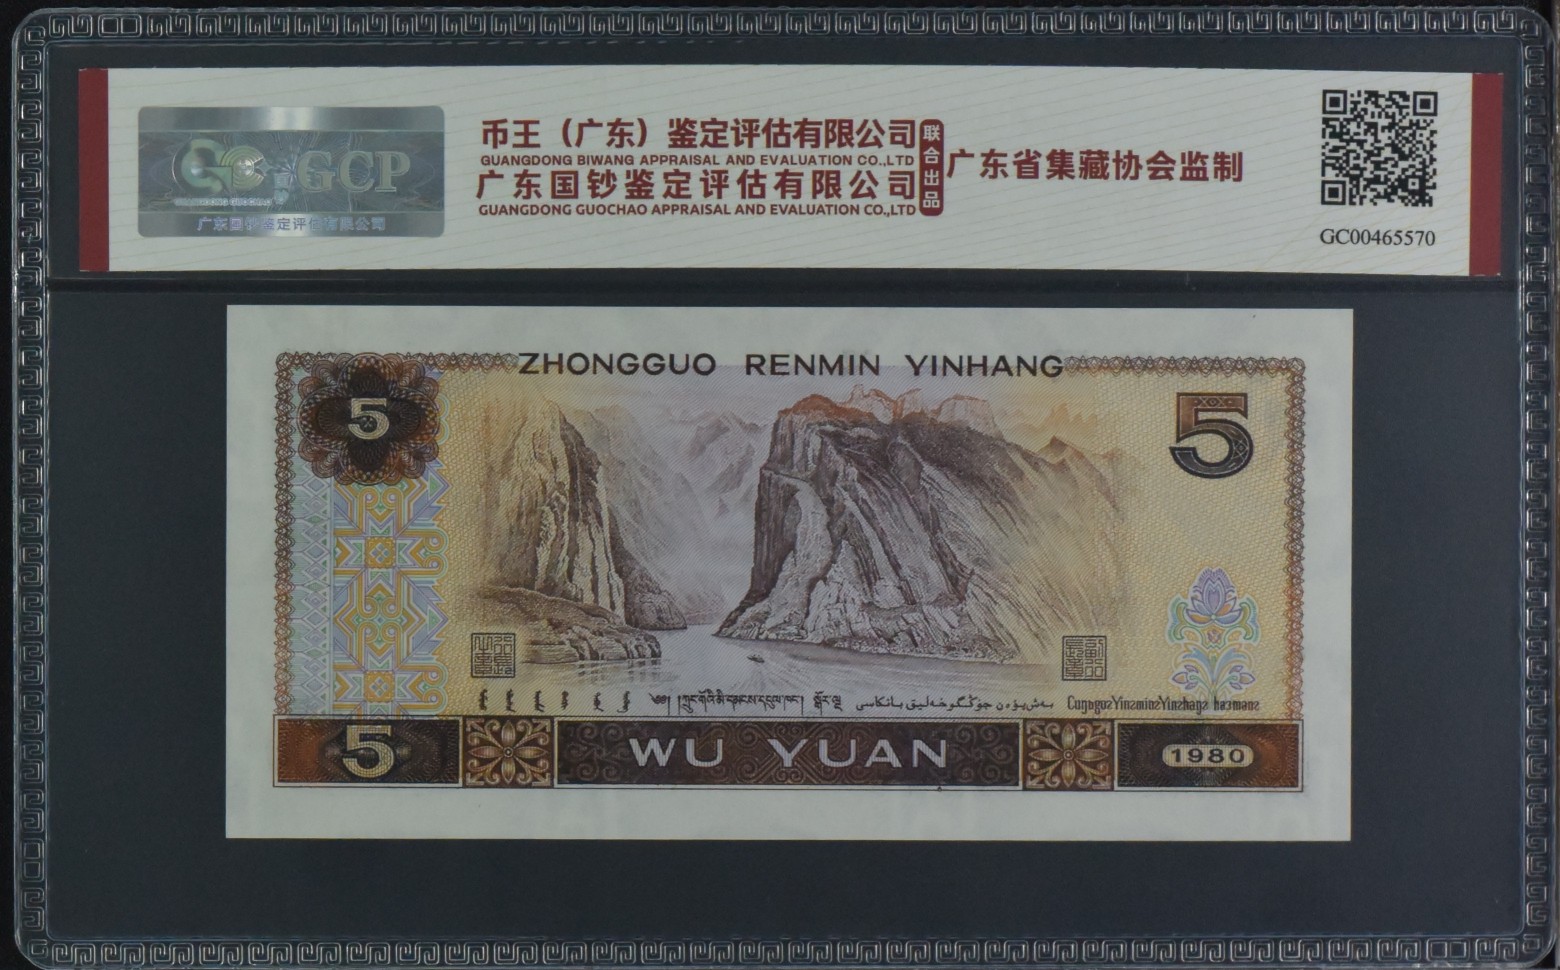 GCP
广东国钞鉴定评估有限公司
币王（广东）鉴定评估有限公司
GUANGDONG BIWANG APPRAISAL AND EVALUATION CO.,LTD
广东国钞鉴定评估有限公司
GUANGDONG GUOCHAO APPRAISAL AND EVALUATION CO.,LTD
联合出品
广东省集藏协会监制
GC00465570
ZHONGGUO RENMIN YINHANG
5
5
5 WU YUAN 1980